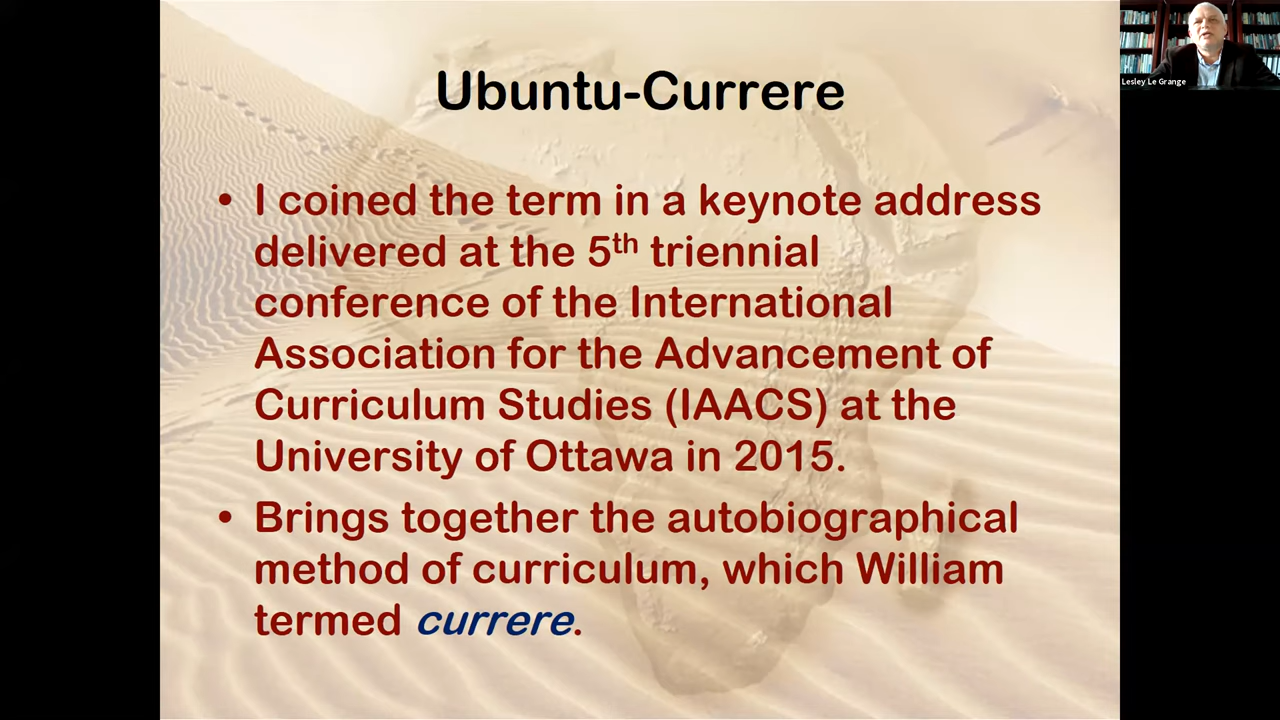 Ubuntu-Currere
• I coined the term in a keynote address
delivered at the 5th triennial
conference of the International
Association for the Advancement of
Curriculum Studies (IAACS) at the
University of Ottawa in 2015.
• Brings together the autobiographical
method of curriculum, which William
termed currere.
Lesley Le Grange